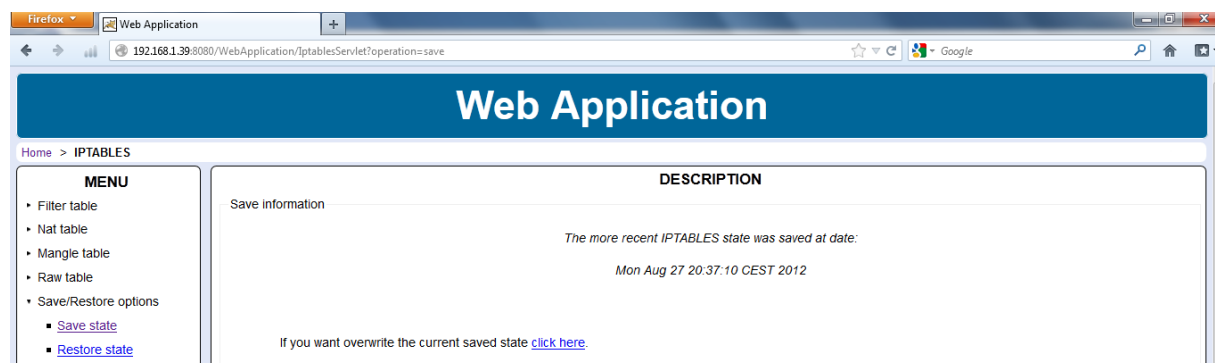 Firefox
Web Application
192.168.1.39:8080/WebApplication/IptablesServlet?operation=save
Google
Web Application
Home > IPTABLES
MENU
Filter table
Nat table
Mangle table
Raw table
Save/Restore options
Save state
Restore state
DESCRIPTION
Save information
The more recent IPTABLES state was saved at date:
Mon Aug 27 20:37:10 CEST 2012
If you want overwrite the current saved state click here.